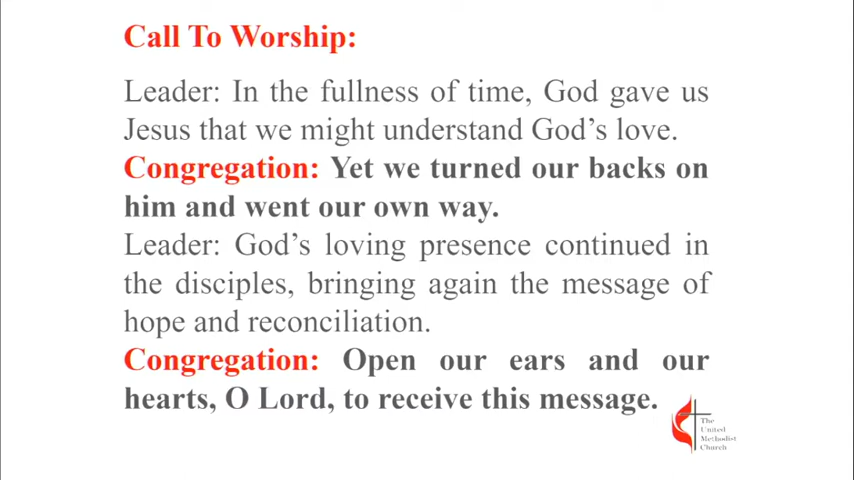 Call To Worship:
Leader: In the fullness of time, God gave us
Jesus that we might understand God’s love.
Congregation: Yet we turned our backs on
him and went our own way.
Leader: God’s loving presence continued in
the disciples, bringing again the message of
hope and reconciliation.
Congregation: Open our ears and our
hearts, O Lord, to receive this message.
The
United
Methodist
Church